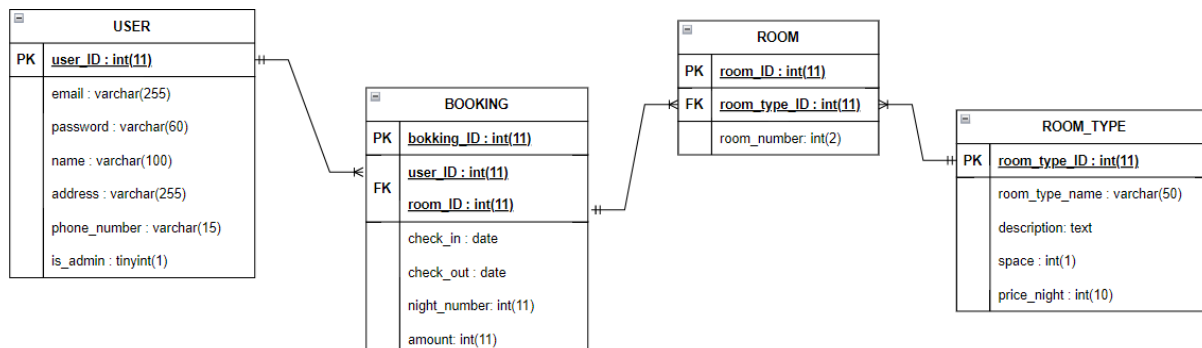 USER
PK user_ID : int(11)
email : varchar(255)
password : varchar(60)
name : varchar(100)
address : varchar(255)
phone_number : varchar(15)
is_admin : tinyint(1)
BOOKING
PK bokking_ID : int(11)
FK user_ID : int(11)
room_ID : int(11)
check_in : date
check_out : date
night_number: int(11)
amount: int(11)
ROOM
PK room_ID : int(11)
FK room_type_ID : int(11)
room_number: int(2)
ROOM_TYPE
PK room_type_ID : int(11)
room_type_name : varchar(50)
description: text
space : int(1)
price_night : int(10)